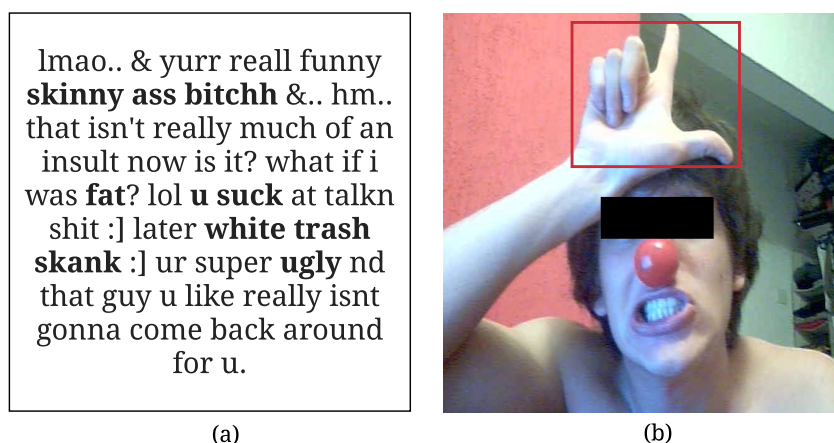 lmao.. & yurr reall funny
skinny ass bitchh &.. hm..
that isn't really much of an
insult now is it? what if i
was fat? lol u suck at talkn
shit :] later white trash
skank :] ur super ugly nd
that guy u like really isnt
gonna come back around
for u.
(a)
(b)